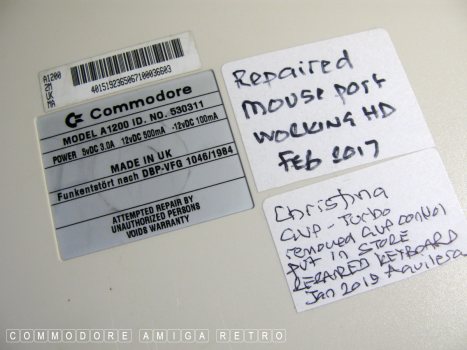 A1200
2M
UK
MA
4015192365067100036603
Commodore
MODEL A1200 ID. NO. 530311
POWER 5VDC 3.0A 12VDC 500mA -12VDC 100mA
MADE IN UK
Funkentstört nach DBP-VFG 1046/1984
ATTEMPTED REPAIR BY
UNAUTHORIZED PERSONS
VOIDS WARRANTY
Repaired
mouse port
working HD
FEB 2017
Christina
Turbo
removed
put in STORE
REPAIRED KEYBOARD
Jan 2019 Aquilera
COMMODORE AMIGA RETRO